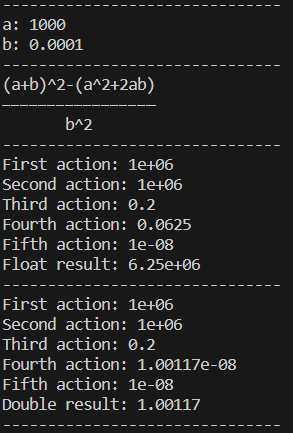 -------------------------------
a: 1000
b: 0.0001
-------------------------------
(a+b)^2-(a^2+2ab)
—————————————————
b^2
-------------------------------
First action: 1e+06
Second action: 1e+06
Third action: 0.2
Fourth action: 0.0625
Fifth action: 1e-08
Float result: 6.25e+06
-------------------------------
First action: 1e+06
Second action: 1e+06
Third action: 0.2
Fourth action: 1.00117e-08
Fifth action: 1e-08
Double result: 1.00117
-------------------------------